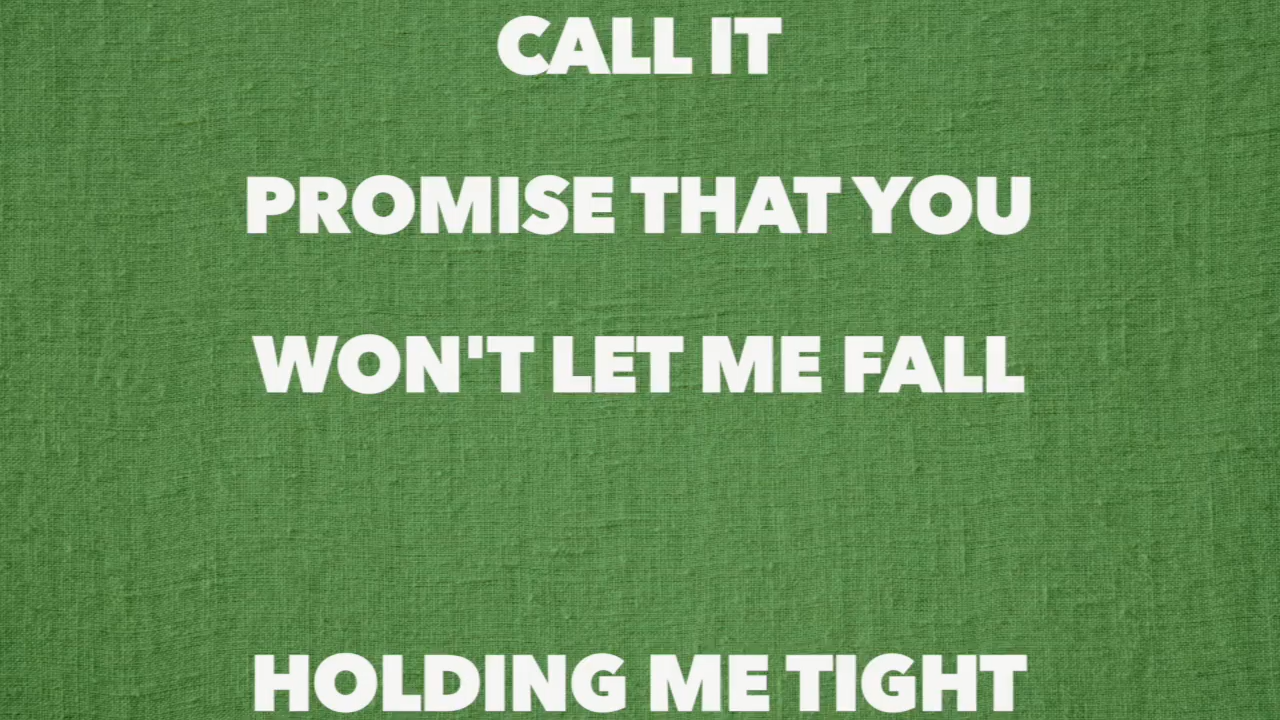 CALL IT
PROMISE THAT YOU
WON'T LET ME FALL
HOLDING ME TIGHT